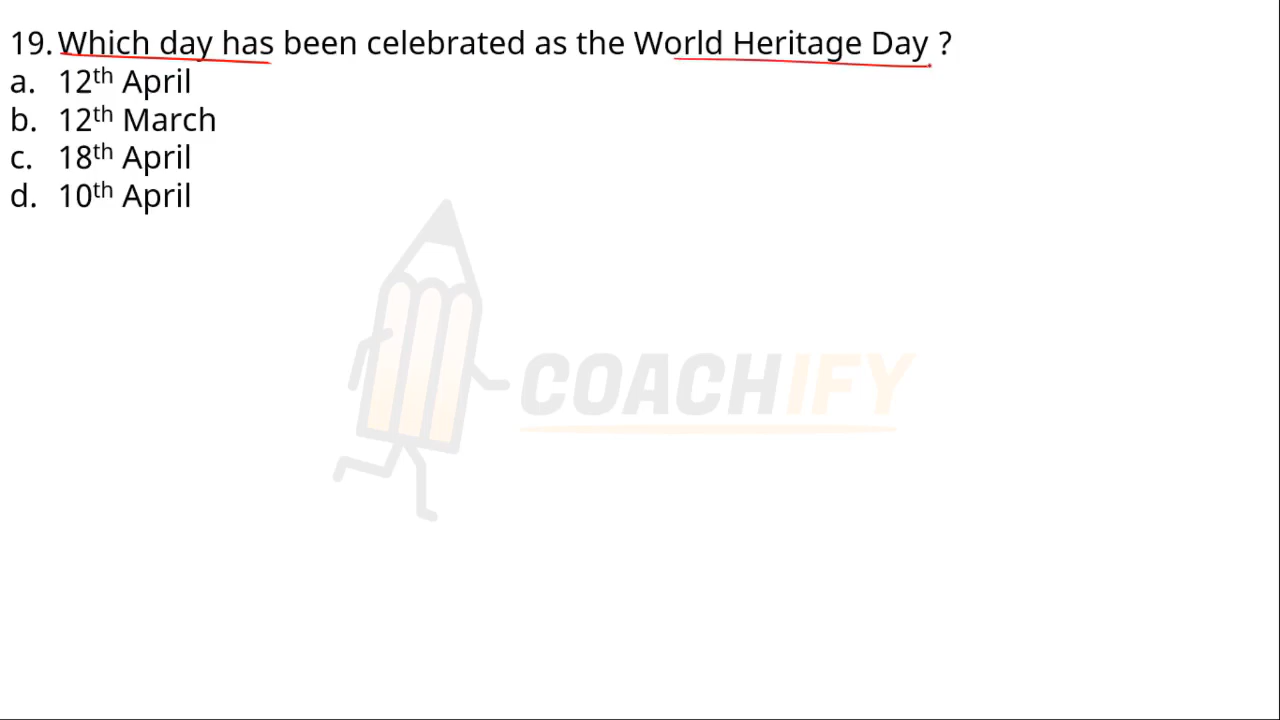 19. Which day has been celebrated as the World Heritage Day ?
a. 12th April
b. 12th March
c. 18th April
d. 10th April
COACHIFY